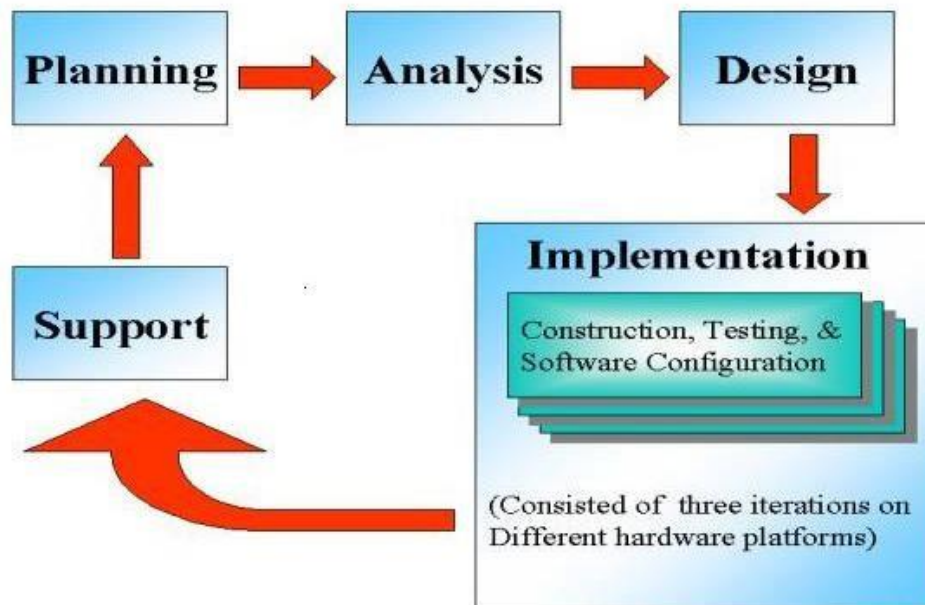 Planning
Analysis
Design
Implementation
Construction, Testing, &
Software Configuration
(Consisted of three iterations on
Different hardware platforms)
Support